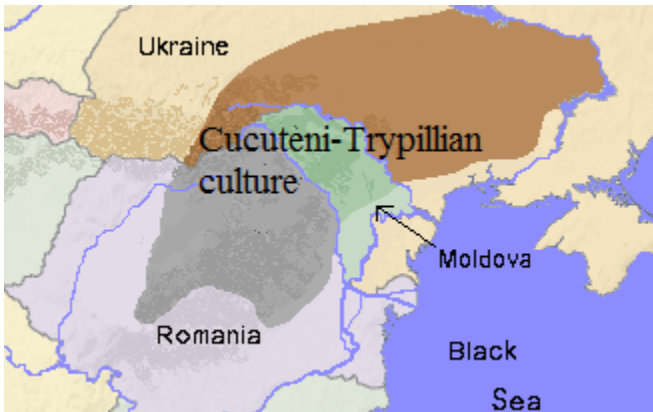 Ukraine
Cucuteni-Trypillian
culture
Moldova
Romania
Black
Sea